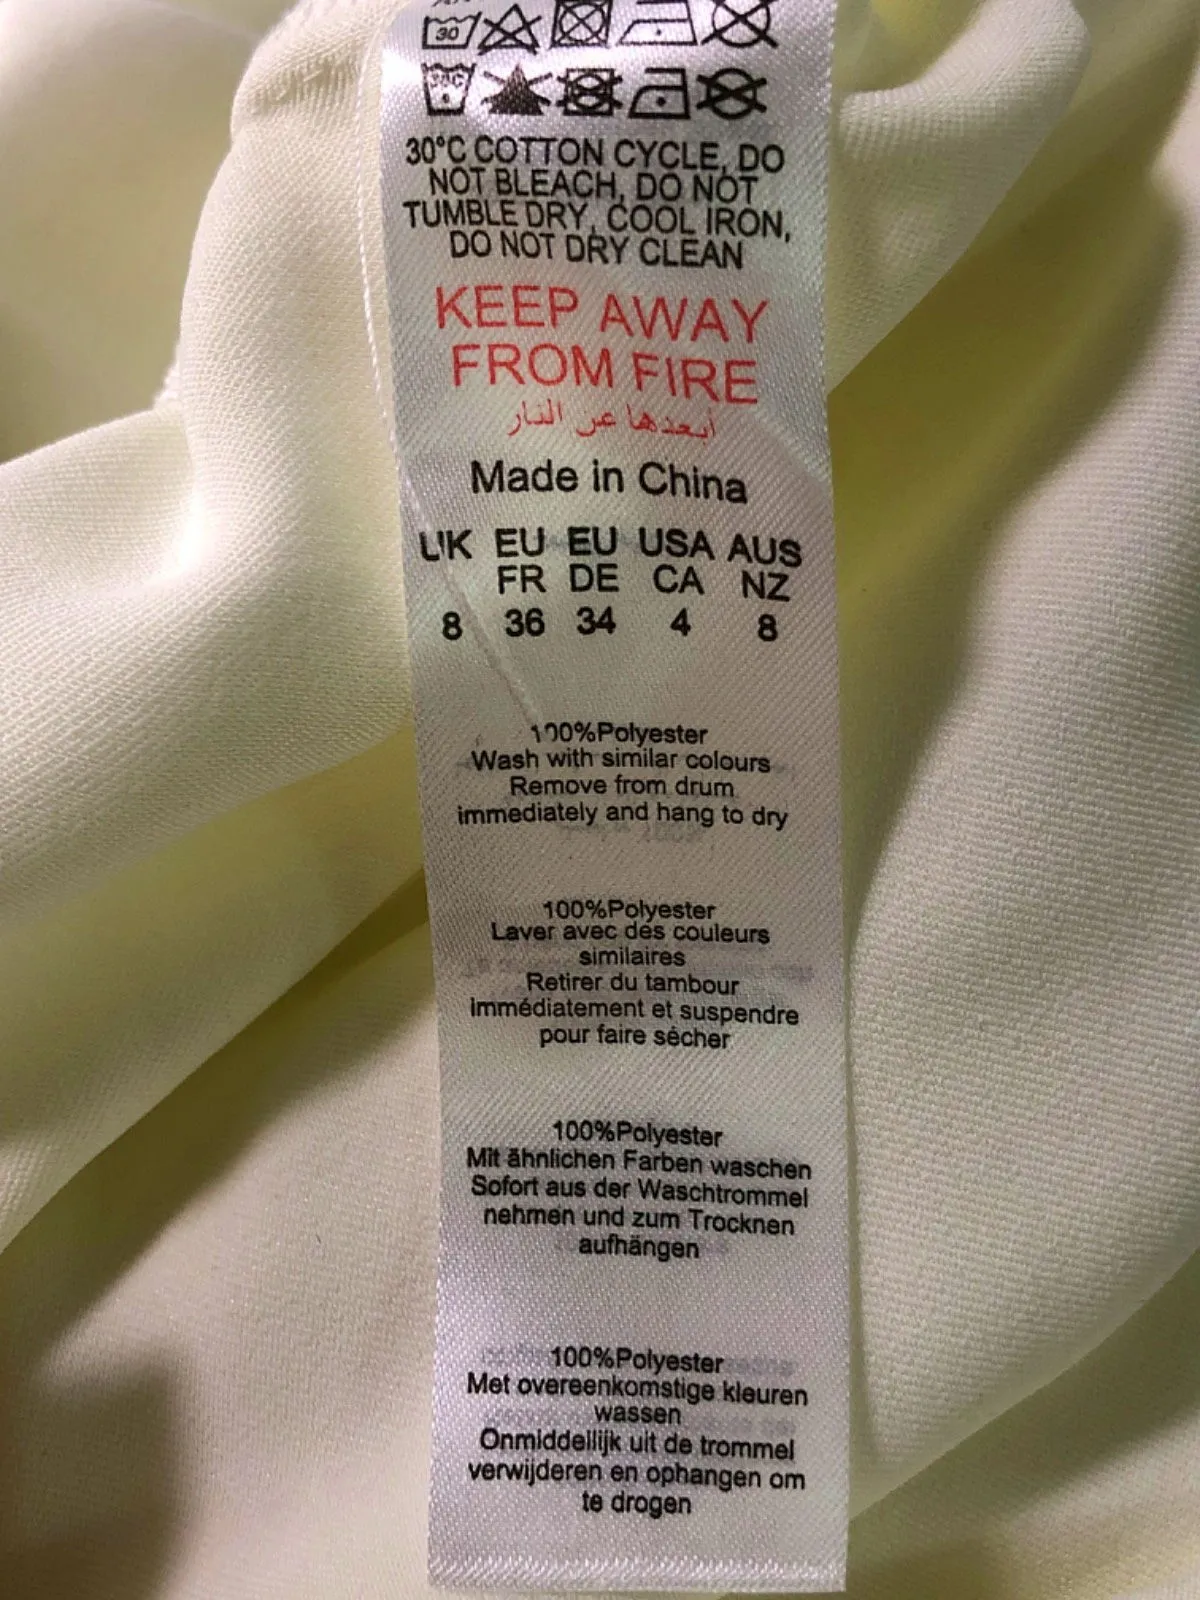 30
30°C COTTON CYCLE, DO
NOT BLEACH, DO NOT
TUMBLE DRY, COOL IRON,
DO NOT DRY CLEAN
KEEP AWAY
FROM FIRE
أبعدها عن النار
Made in China
UK EU EU USA AUS
FR DE CA NZ
8 36 34 4 8
100%Polyester
Wash with similar colours
Remove from drum
immediately and hang to dry
100%Polyester
Laver avec des couleurs
similaires
Retirer du tambour
immédiatement et suspendre
pour faire sécher
100%Polyester
Mit ähnlichen Farben waschen
Sofort aus der Waschtrommel
nehmen und zum Trocknen
aufhängen
100%Polyester
Met overeenkomstige kleuren
wassen
Onmiddellijk uit de trommel
verwijderen en ophangen om
te drogen